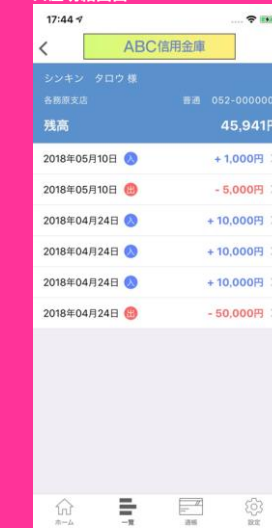 17:44
ABC信用金庫
シンキン タロウ 様
各務原支店 普通 052-000000
残高 45,941円
2018年05月10日 入 + 1,000円
2018年05月10日 出 - 5,000円
2018年04月24日 入 + 10,000円
2018年04月24日 入 + 10,000円
2018年04月24日 入 + 10,000円
2018年04月24日 出 - 50,000円
ホーム 一覧 通帳 設定